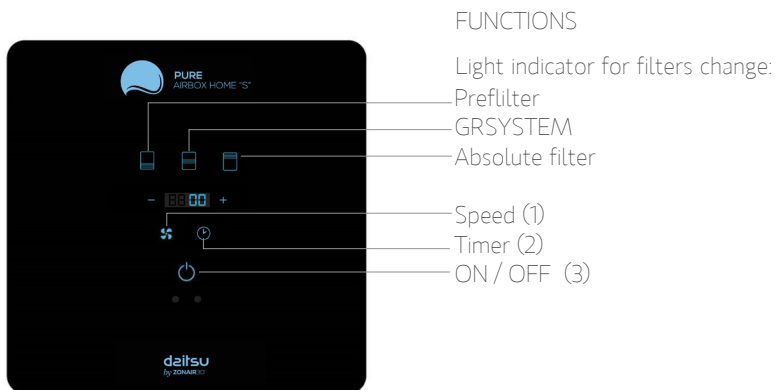 FUNCTIONS
Light indicator for filters change:
Preflilter
GRSYSTEM
Absolute filter
Speed (1)
Timer (2)
ON / OFF (3)
PURE
AIRBOX HOME "S"
- 88 00 +
daitsu
by ZONAIR3D